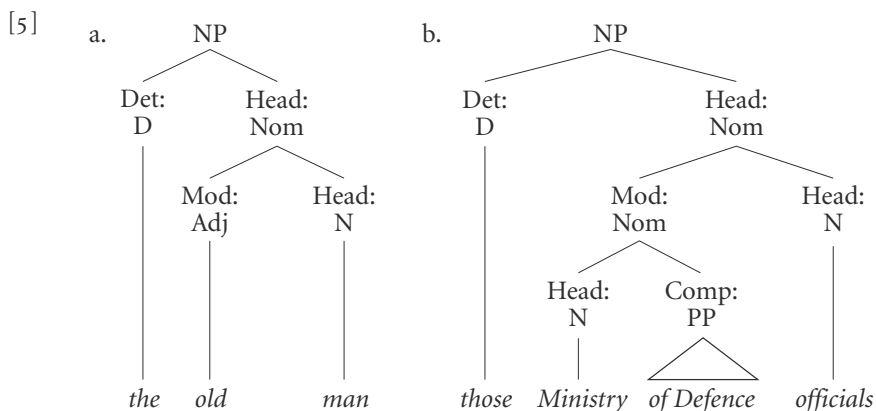 [5] a. NP b. NP
Det: Head: Det: Head:
D Nom D Nom
Mod: Head: Mod: Head:
Adj N Nom N
Head: Comp:
N PP
the old man those Ministry of Defence officials